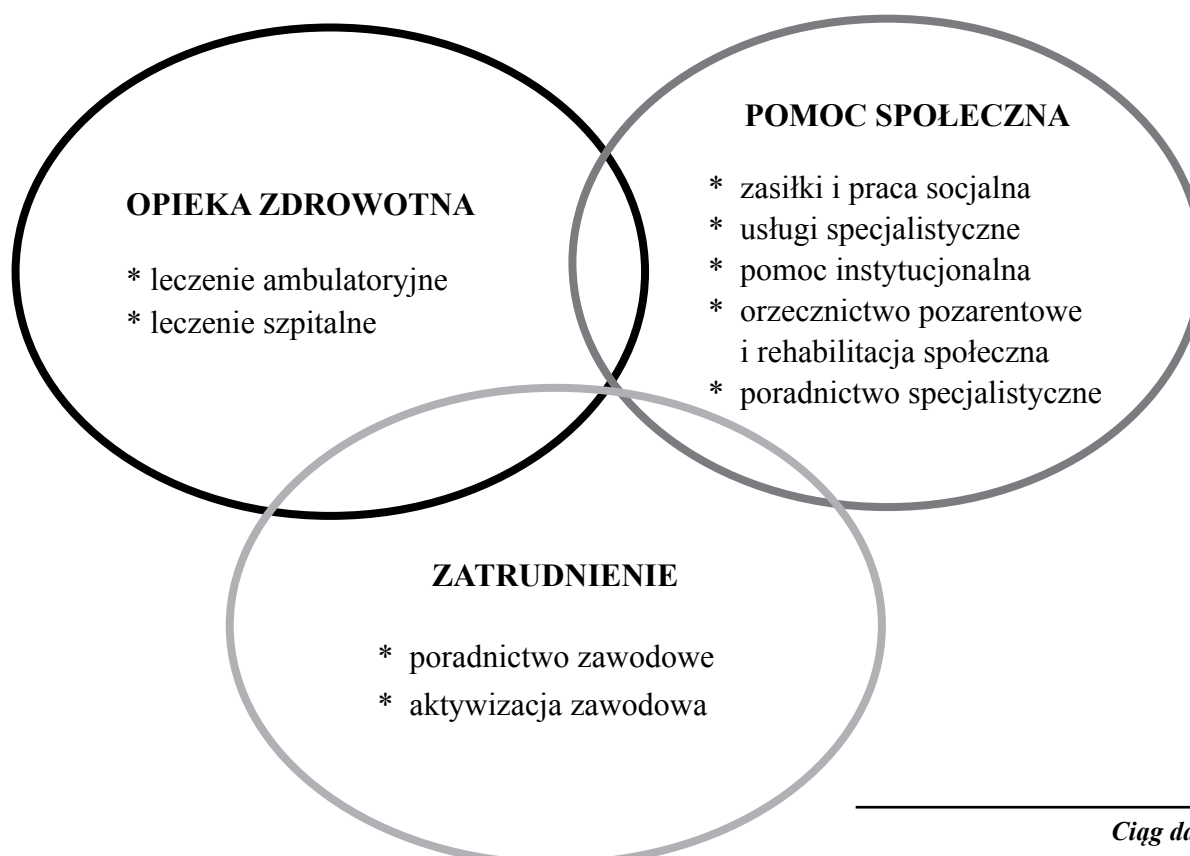 OPIEKA ZDROWOTNA
* leczenie ambulatoryjne
* leczenie szpitalne
POMOC SPOŁECZNA
* zasiłki i praca socjalna
* usługi specjalistyczne
* pomoc instytucjonalna
* orzecznictwo pozarentowe
i rehabilitacja społeczna
* poradnictwo specjalistyczne
ZATRUDNIENIE
* poradnictwo zawodowe
* aktywizacja zawodowa
Ciąg